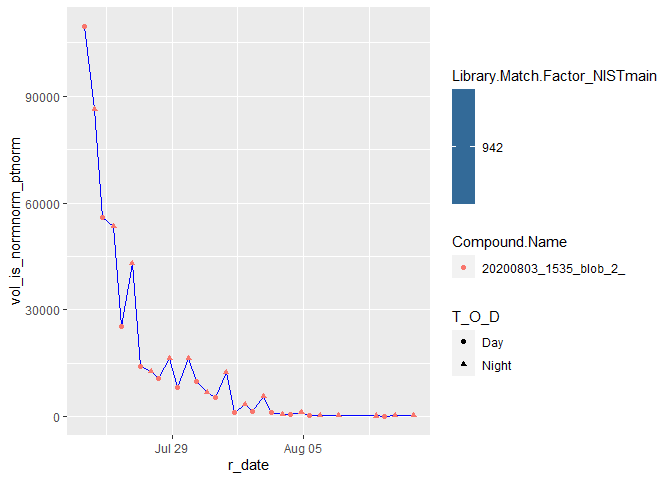 vol_is_normnorm_ptnorm
90000
60000
30000
0
Jul 29
Aug 05
r_date
Library.Match.Factor_NISTmain
942
Compound.Name
20200803_1535_blob_2_
T_O_D
Day
Night